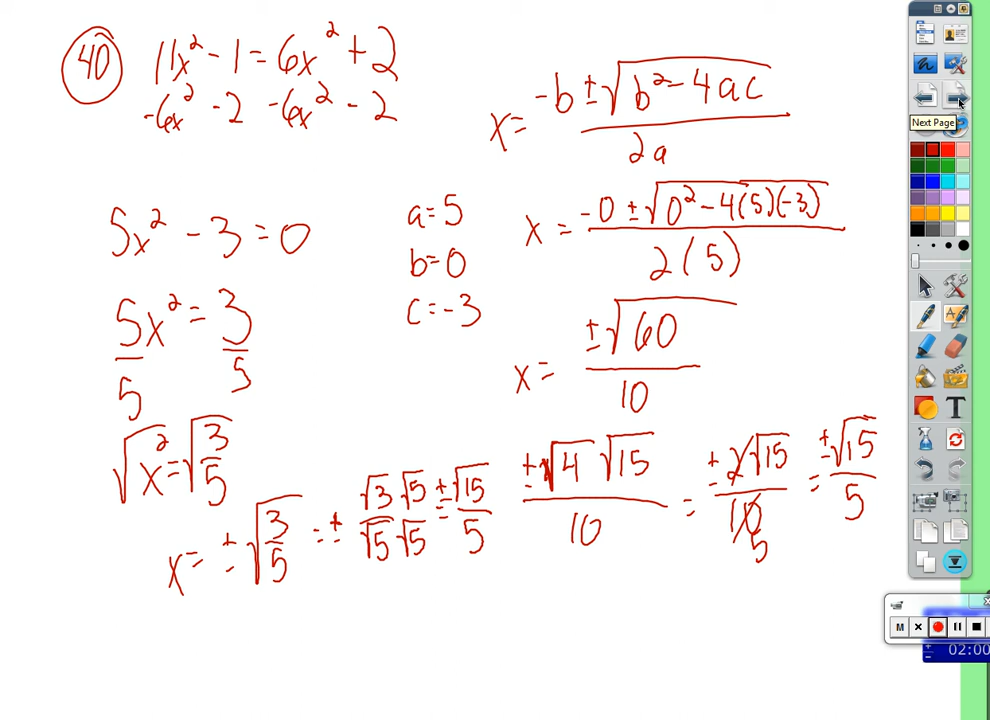 40
11x² - 1 = 6x² + 2
-6x² - 2 -6x² - 2
5x² - 3 = 0
5x² = 3
5 5
√x² = √3/5
x = ±√3/5 = ± √3 √5 / √5 √5 = ±√15 / 5
a = 5
b = 0
c = -3
x = -b ± √b² - 4ac / 2a
x = -0 ± √0² - 4(5)(-3) / 2(5)
x = ±√60 / 10
±√4 √15 / 10 = ±2√15 / 10 5 = ±√15 / 5
Next Page
T
M
02:00